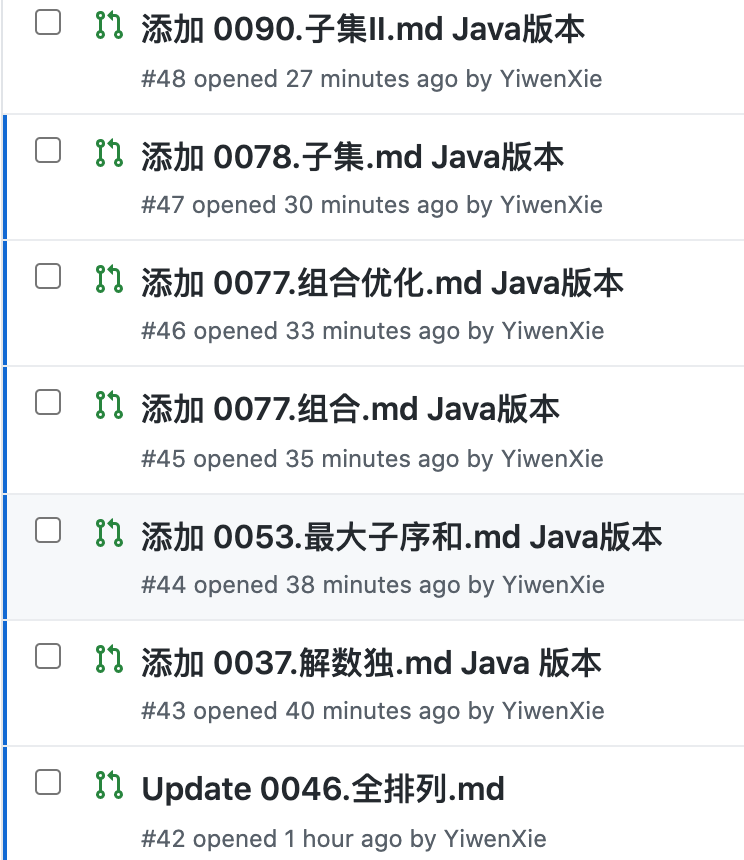 添加 0090.子集II.md Java版本
#48 opened 27 minutes ago by YiwenXie
添加 0078.子集.md Java版本
#47 opened 30 minutes ago by YiwenXie
添加 0077.组合优化.md Java版本
#46 opened 33 minutes ago by YiwenXie
添加 0077.组合.md Java版本
#45 opened 35 minutes ago by YiwenXie
添加 0053.最大子序和.md Java版本
#44 opened 38 minutes ago by YiwenXie
添加 0037.解数独.md Java 版本
#43 opened 40 minutes ago by YiwenXie
Update 0046.全排列.md
#42 opened 1 hour ago by YiwenXie